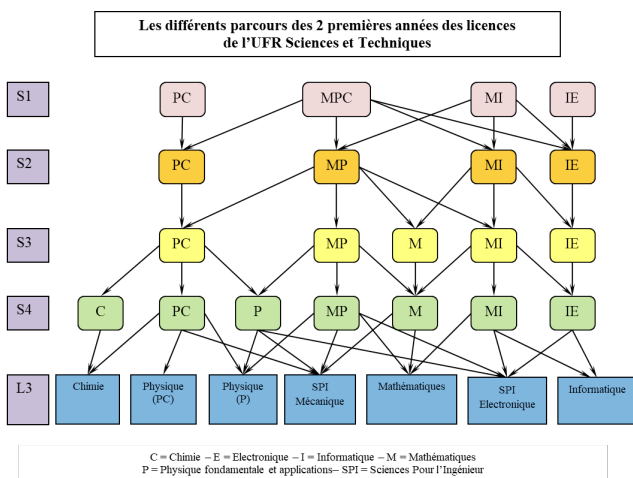 Les différents parcours des 2 premières années des licences
de l'UFR Sciences et Techniques
S1 PC MPC MI IE
S2 PC MP MI IE
S3 PC MP M MI IE
S4 C PC P MP M MI IE
L3 Chimie Physique (PC) Physique (P) SPI Mécanique Mathématiques SPI Electronique Informatique
C = Chimie – E = Electronique – I = Informatique – M = Mathématiques
P = Physique fondamentale et applications– SPI = Sciences Pour l'Ingénieur